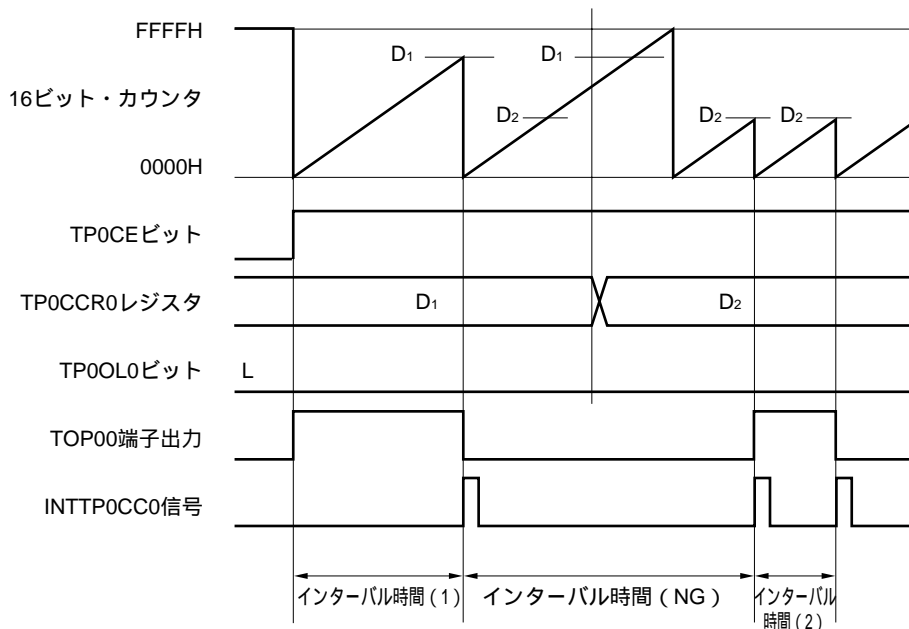 FFFFH
D1
D1
16ビット・カウンタ
D2
D2
D2
0000H
TP0CEビット
TP0CCR0レジスタ
D1
D2
TP0OL0ビット
L
TOP00端子出力
INTTP0CC0信号
インターバル時間（1）
インターバル時間（NG）
インターバル
時間（2）